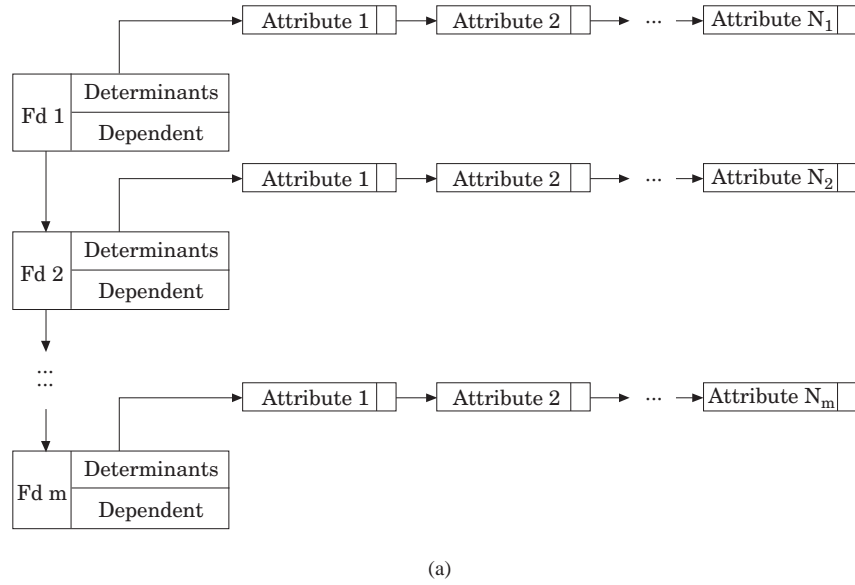 Attribute 1 Attribute 2 ... Attribute N₁
Determinants
Fd 1
Dependent
Attribute 1 Attribute 2 ... Attribute N₂
Determinants
Fd 2
Dependent
...
...
Attribute 1 Attribute 2 ... Attribute Nₘ
Determinants
Fd m
Dependent
(a)